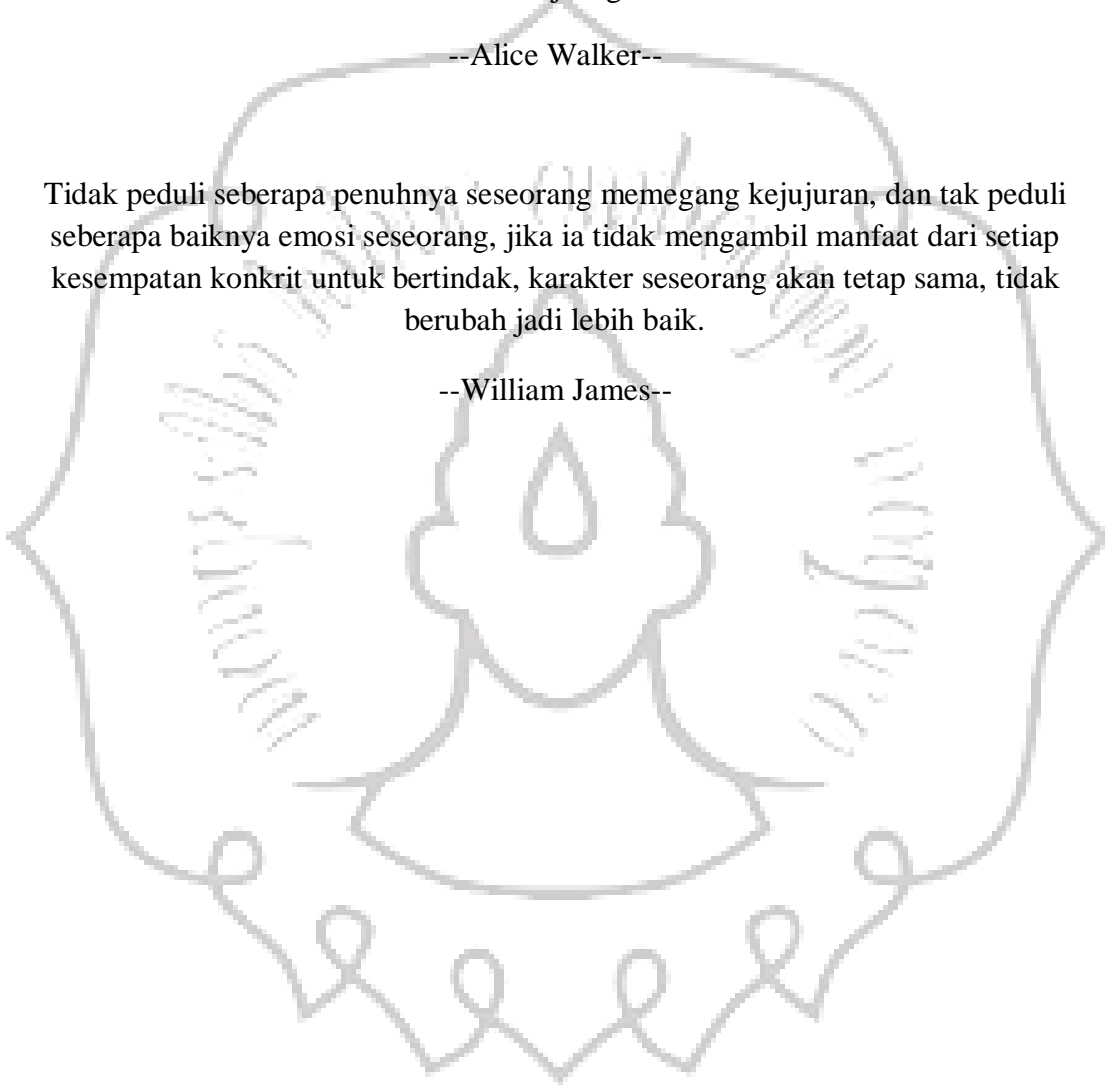 --Alice Walker--
Tidak peduli seberapa penuhnya seseorang memegang kejujuran, dan tak peduli
seberapa baiknya emosi seseorang, jika ia tidak mengambil manfaat dari setiap
kesempatan konkrit untuk bertindak, karakter seseorang akan tetap sama, tidak
berubah jadi lebih baik.
--William James--